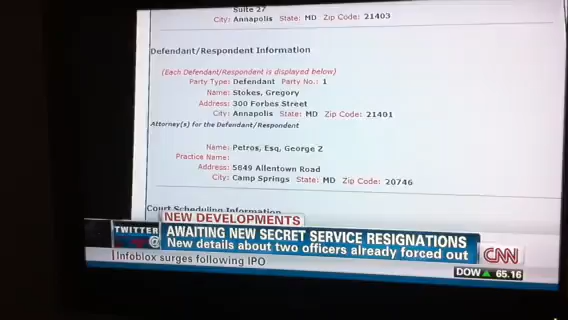 Suite 27
City: Annapolis State: MD Zip Code: 21403
Defendant/Respondent Information
(Each Defendant/Respondent is displayed below)
Party Type: Defendant Party No.: 1
Name: Stokes, Gregory
Address: 300 Forbes Street
City: Annapolis State: MD Zip Code: 21401
Attorney(s) for the Defendant/Respondent
Name: Petros, Esq, George Z
Practice Name:
Address: 5849 Allentown Road
City: Camp Springs State: MD Zip Code: 20746
Court Scheduling Information
NEW DEVELOPMENTS
TWITTER
@
AWAITING NEW SECRET SERVICE RESIGNATIONS
New details about two officers already forced out
CNN
Infoblox surges following IPO
DOW ▲ 65.16